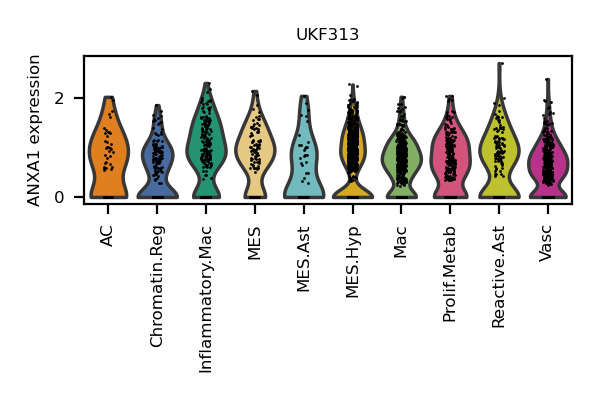 UKF313
ANXA1 expression
2
0
AC
Chromatin.Reg
Inflammatory.Mac
MES
MES.Ast
MES.Hyp
Mac
Prolif.Metab
Reactive.Ast
Vasc